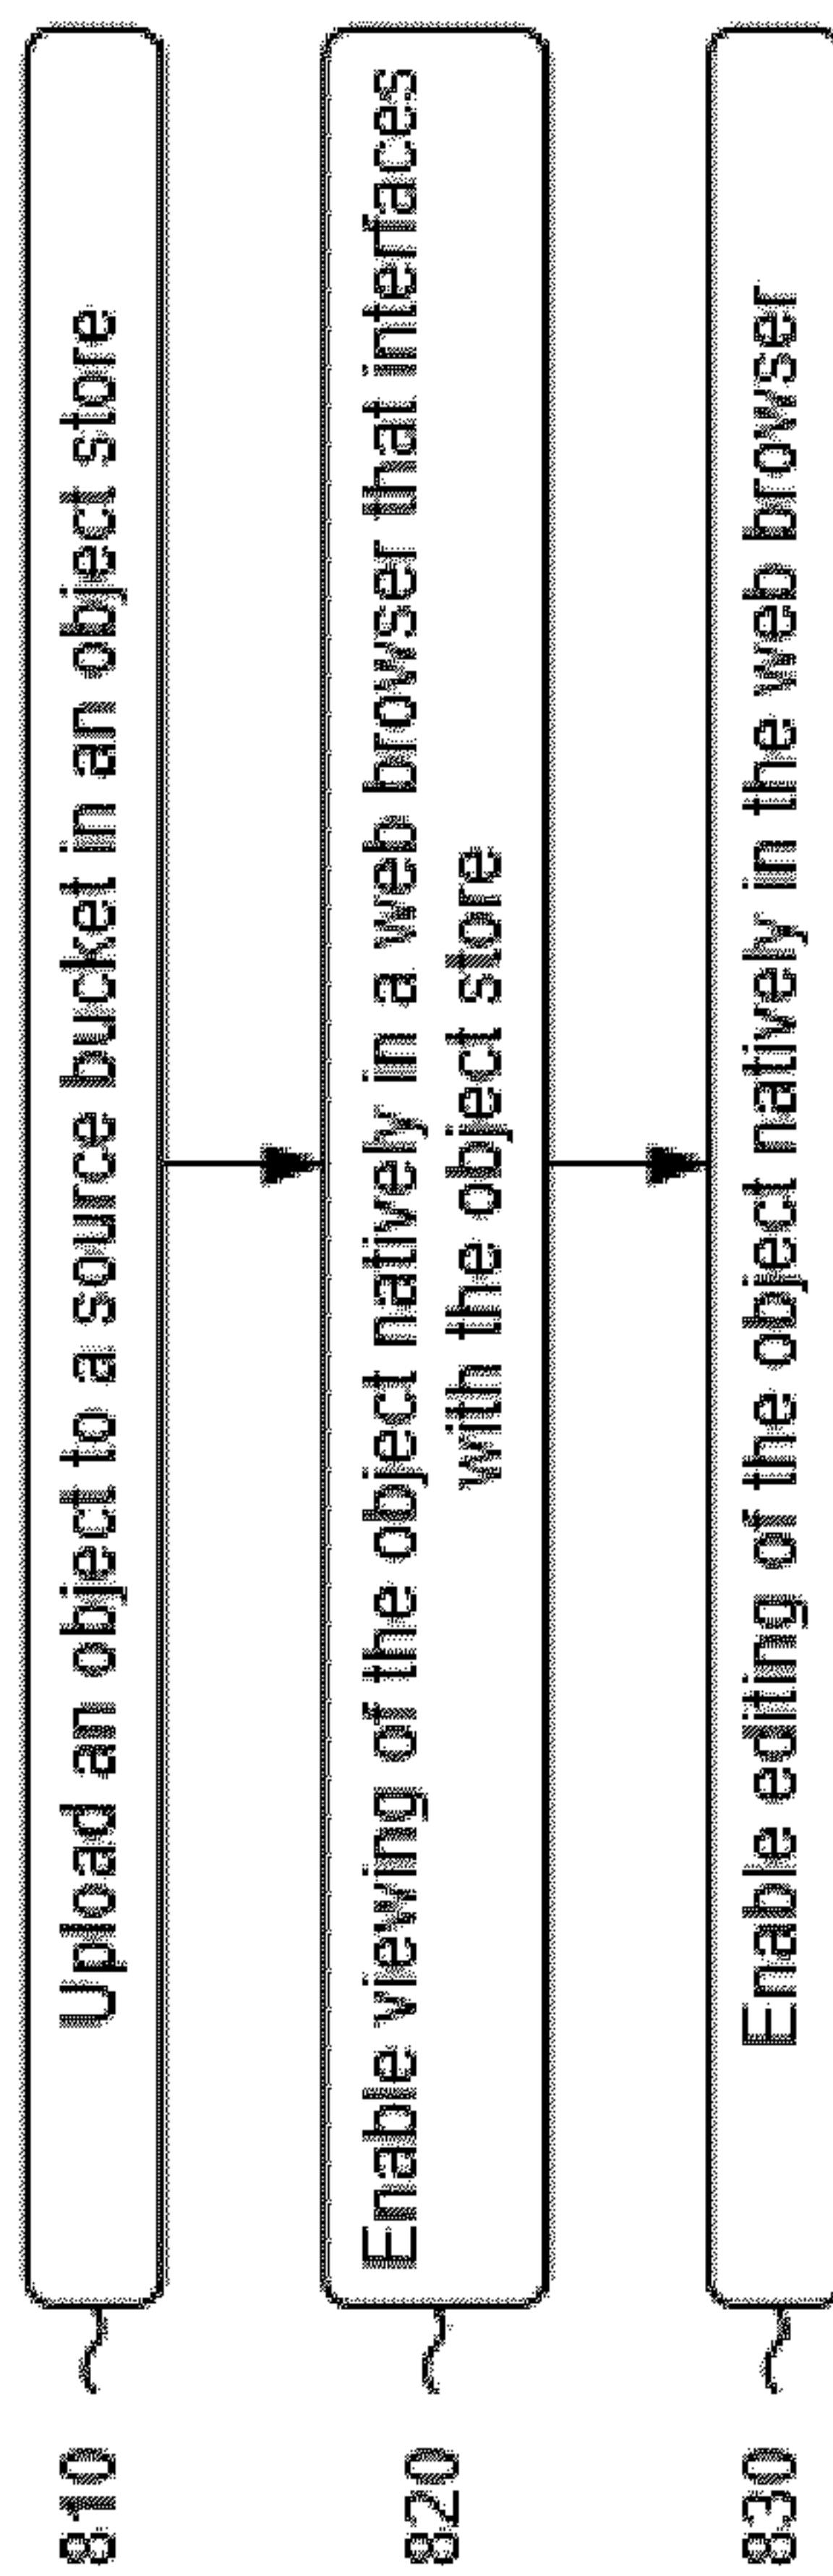 810
Upload an object to a source bucket in an object store
820
Enable viewing of the object natively in a web browser that interfaces
with the object store
830
Enable editing of the object natively in the web browser